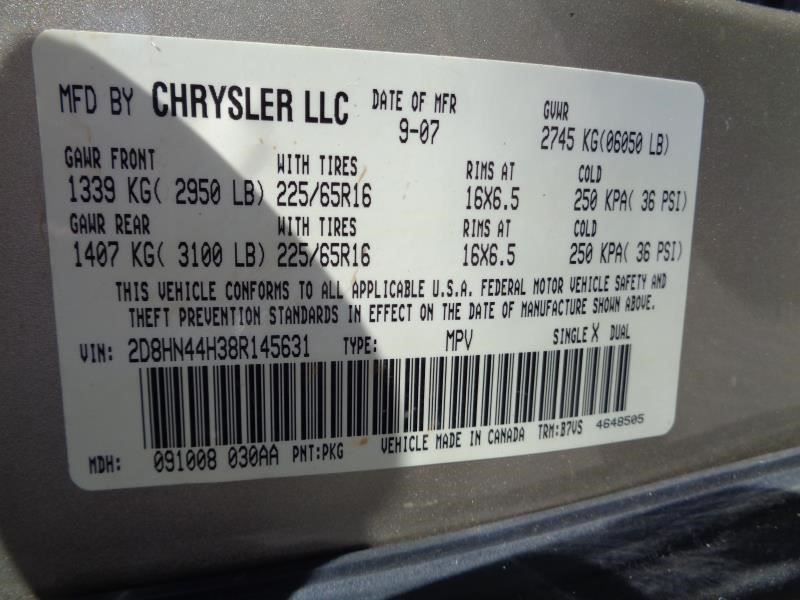 MFD BY CHRYSLER LLC DATE OF MFR GVWR
9-07 2745 KG(06050 LB)
GAWR FRONT WITH TIRES RIMS AT COLD
1339 KG( 2950 LB) 225/65R16 16X6.5 250 KPA( 36 PSI)
GAWR REAR WITH TIRES RIMS AT COLD
1407 KG( 3100 LB) 225/65R16 16X6.5 250 KPA( 36 PSI)
THIS VEHICLE CONFORMS TO ALL APPLICABLE U.S.A. FEDERAL MOTOR VEHICLE SAFETY AND
THEFT PREVENTION STANDARDS IN EFFECT ON THE DATE OF MANUFACTURE SHOWN ABOVE.
VIN: 2D8HN44H38R145631 TYPE: MPV SINGLE X DUAL
MDH: 091008 030AA PNT:PKG VEHICLE MADE IN CANADA TRM:B7VS 4648505